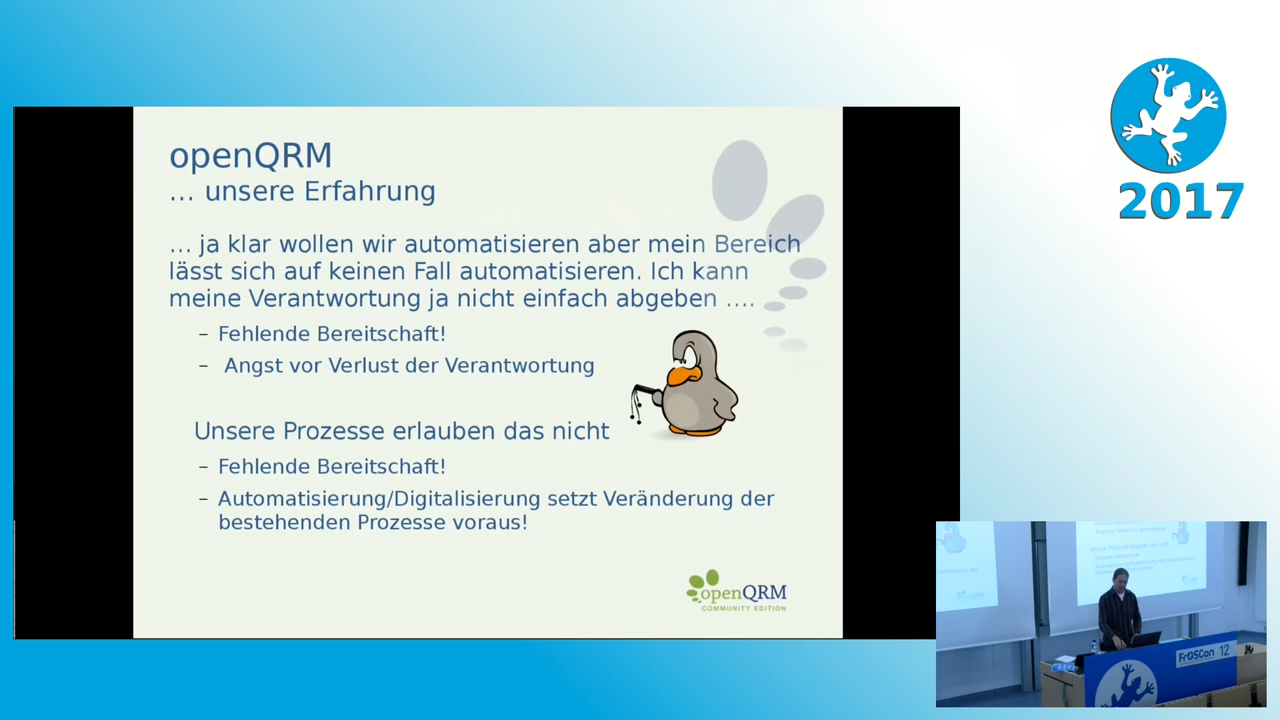 openQRM
... unsere Erfahrung
... ja klar wollen wir automatisieren aber mein Bereich
lässt sich auf keinen Fall automatisieren. Ich kann
meine Verantwortung ja nicht einfach abgeben ....
– Fehlende Bereitschaft!
– Angst vor Verlust der Verantwortung
Unsere Prozesse erlauben das nicht
– Fehlende Bereitschaft!
– Automatisierung/Digitalisierung setzt Veränderung der
bestehenden Prozesse voraus!
openQRM
COMMUNITY EDITION
2017
FrOSCon 12